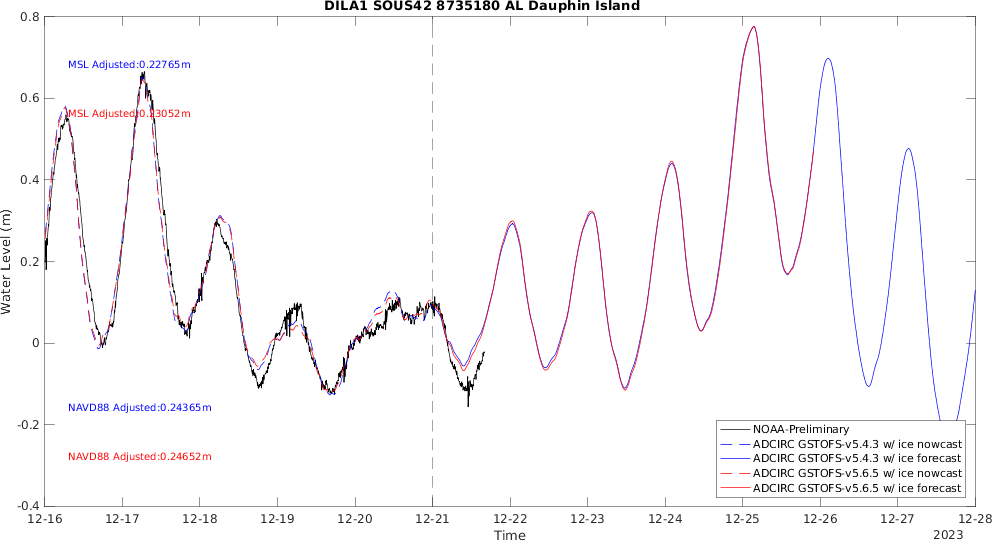 DILA1 SOUS42 8735180 AL Dauphin Island
Water Level (m)
0.8
0.6
0.4
0.2
0
-0.2
-0.4
MSL Adjusted:0.22765m
MSL Adjusted:0.23052m
NAVD88 Adjusted:0.24365m
NAVD88 Adjusted:0.24652m
NOAA-Preliminary
ADCIRC GSTOFS-v5.4.3 w/ ice nowcast
ADCIRC GSTOFS-v5.4.3 w/ ice forecast
ADCIRC GSTOFS-v5.6.5 w/ ice nowcast
ADCIRC GSTOFS-v5.6.5 w/ ice forecast
12-16 12-17 12-18 12-19 12-20 12-21 12-22 12-23 12-24 12-25 12-26 12-27 12-28
Time
2023